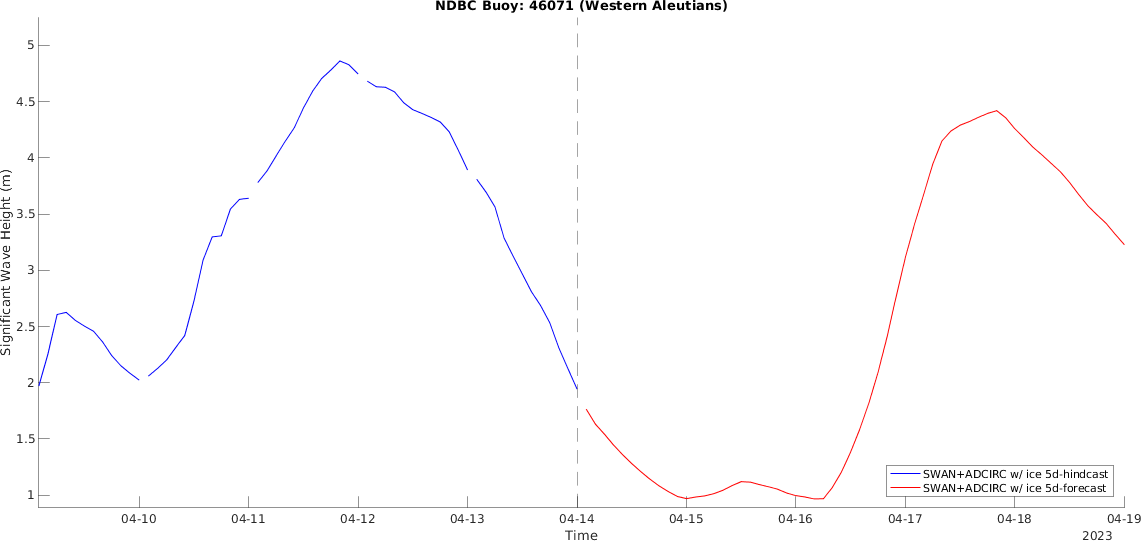 NDBC Buoy: 46071 (Western Aleutians)
Significant Wave Height (m)
5
4.5
4
3.5
3
2.5
2
1.5
1
SWAN+ADCIRC w/ ice 5d-hindcast
SWAN+ADCIRC w/ ice 5d-forecast
04-10 04-11 04-12 04-13 04-14 04-15 04-16 04-17 04-18 04-19
Time
2023